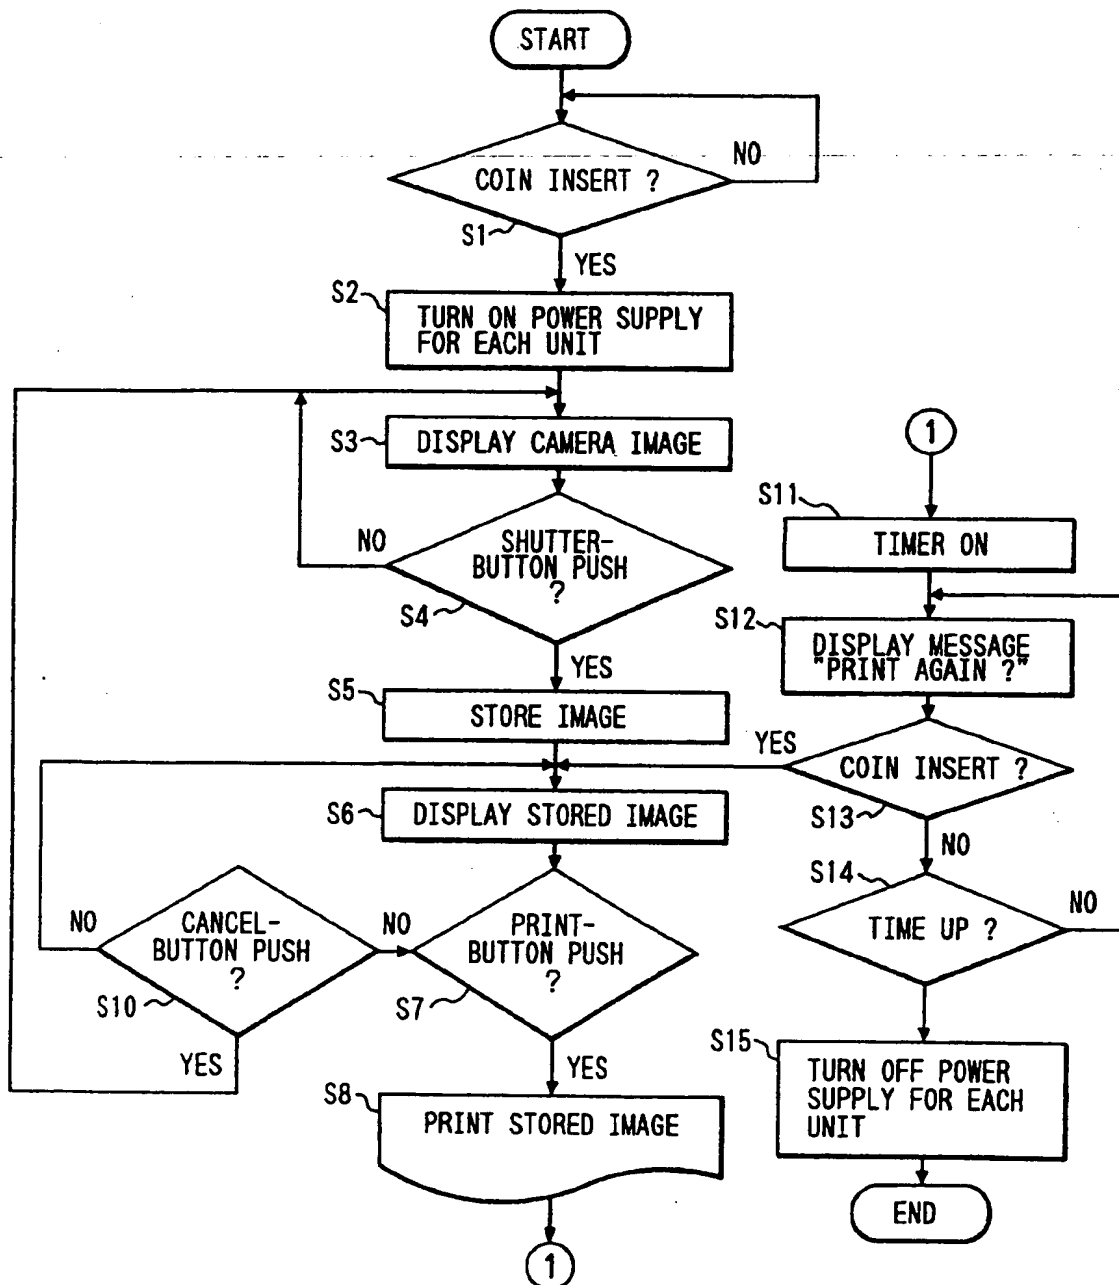 START
COIN INSERT ?
NO
S1
YES
S2
TURN ON POWER SUPPLY
FOR EACH UNIT
S3
DISPLAY CAMERA IMAGE
NO
SHUTTER-
BUTTON PUSH
?
S4
YES
S5
STORE IMAGE
S6
DISPLAY STORED IMAGE
NO
CANCEL-
BUTTON PUSH
?
S10
YES
NO
PRINT-
BUTTON PUSH
?
S7
YES
S8
PRINT STORED IMAGE
1
1
S11
TIMER ON
S12
DISPLAY MESSAGE
"PRINT AGAIN ?"
YES
COIN INSERT ?
S13
NO
S14
TIME UP ?
NO
S15
TURN OFF POWER
SUPPLY FOR EACH
UNIT
END